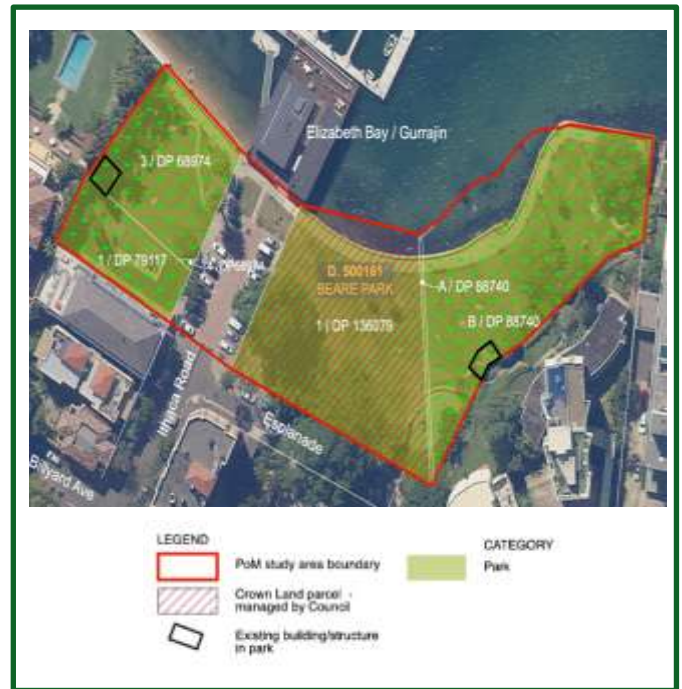 Elizabeth Bay / Gurrajin
3 / DP 68974
1 / DP 79117
D. 500161
BEARE PARK
1 | DP 136079
A / DP 88740
B / DP 88740
Ithaca Road
Esplanade
Bayard Ave
LEGEND
PoM study area boundary
Crown Land parcel -
managed by Council
Existing building/structure
in park
CATEGORY
Park